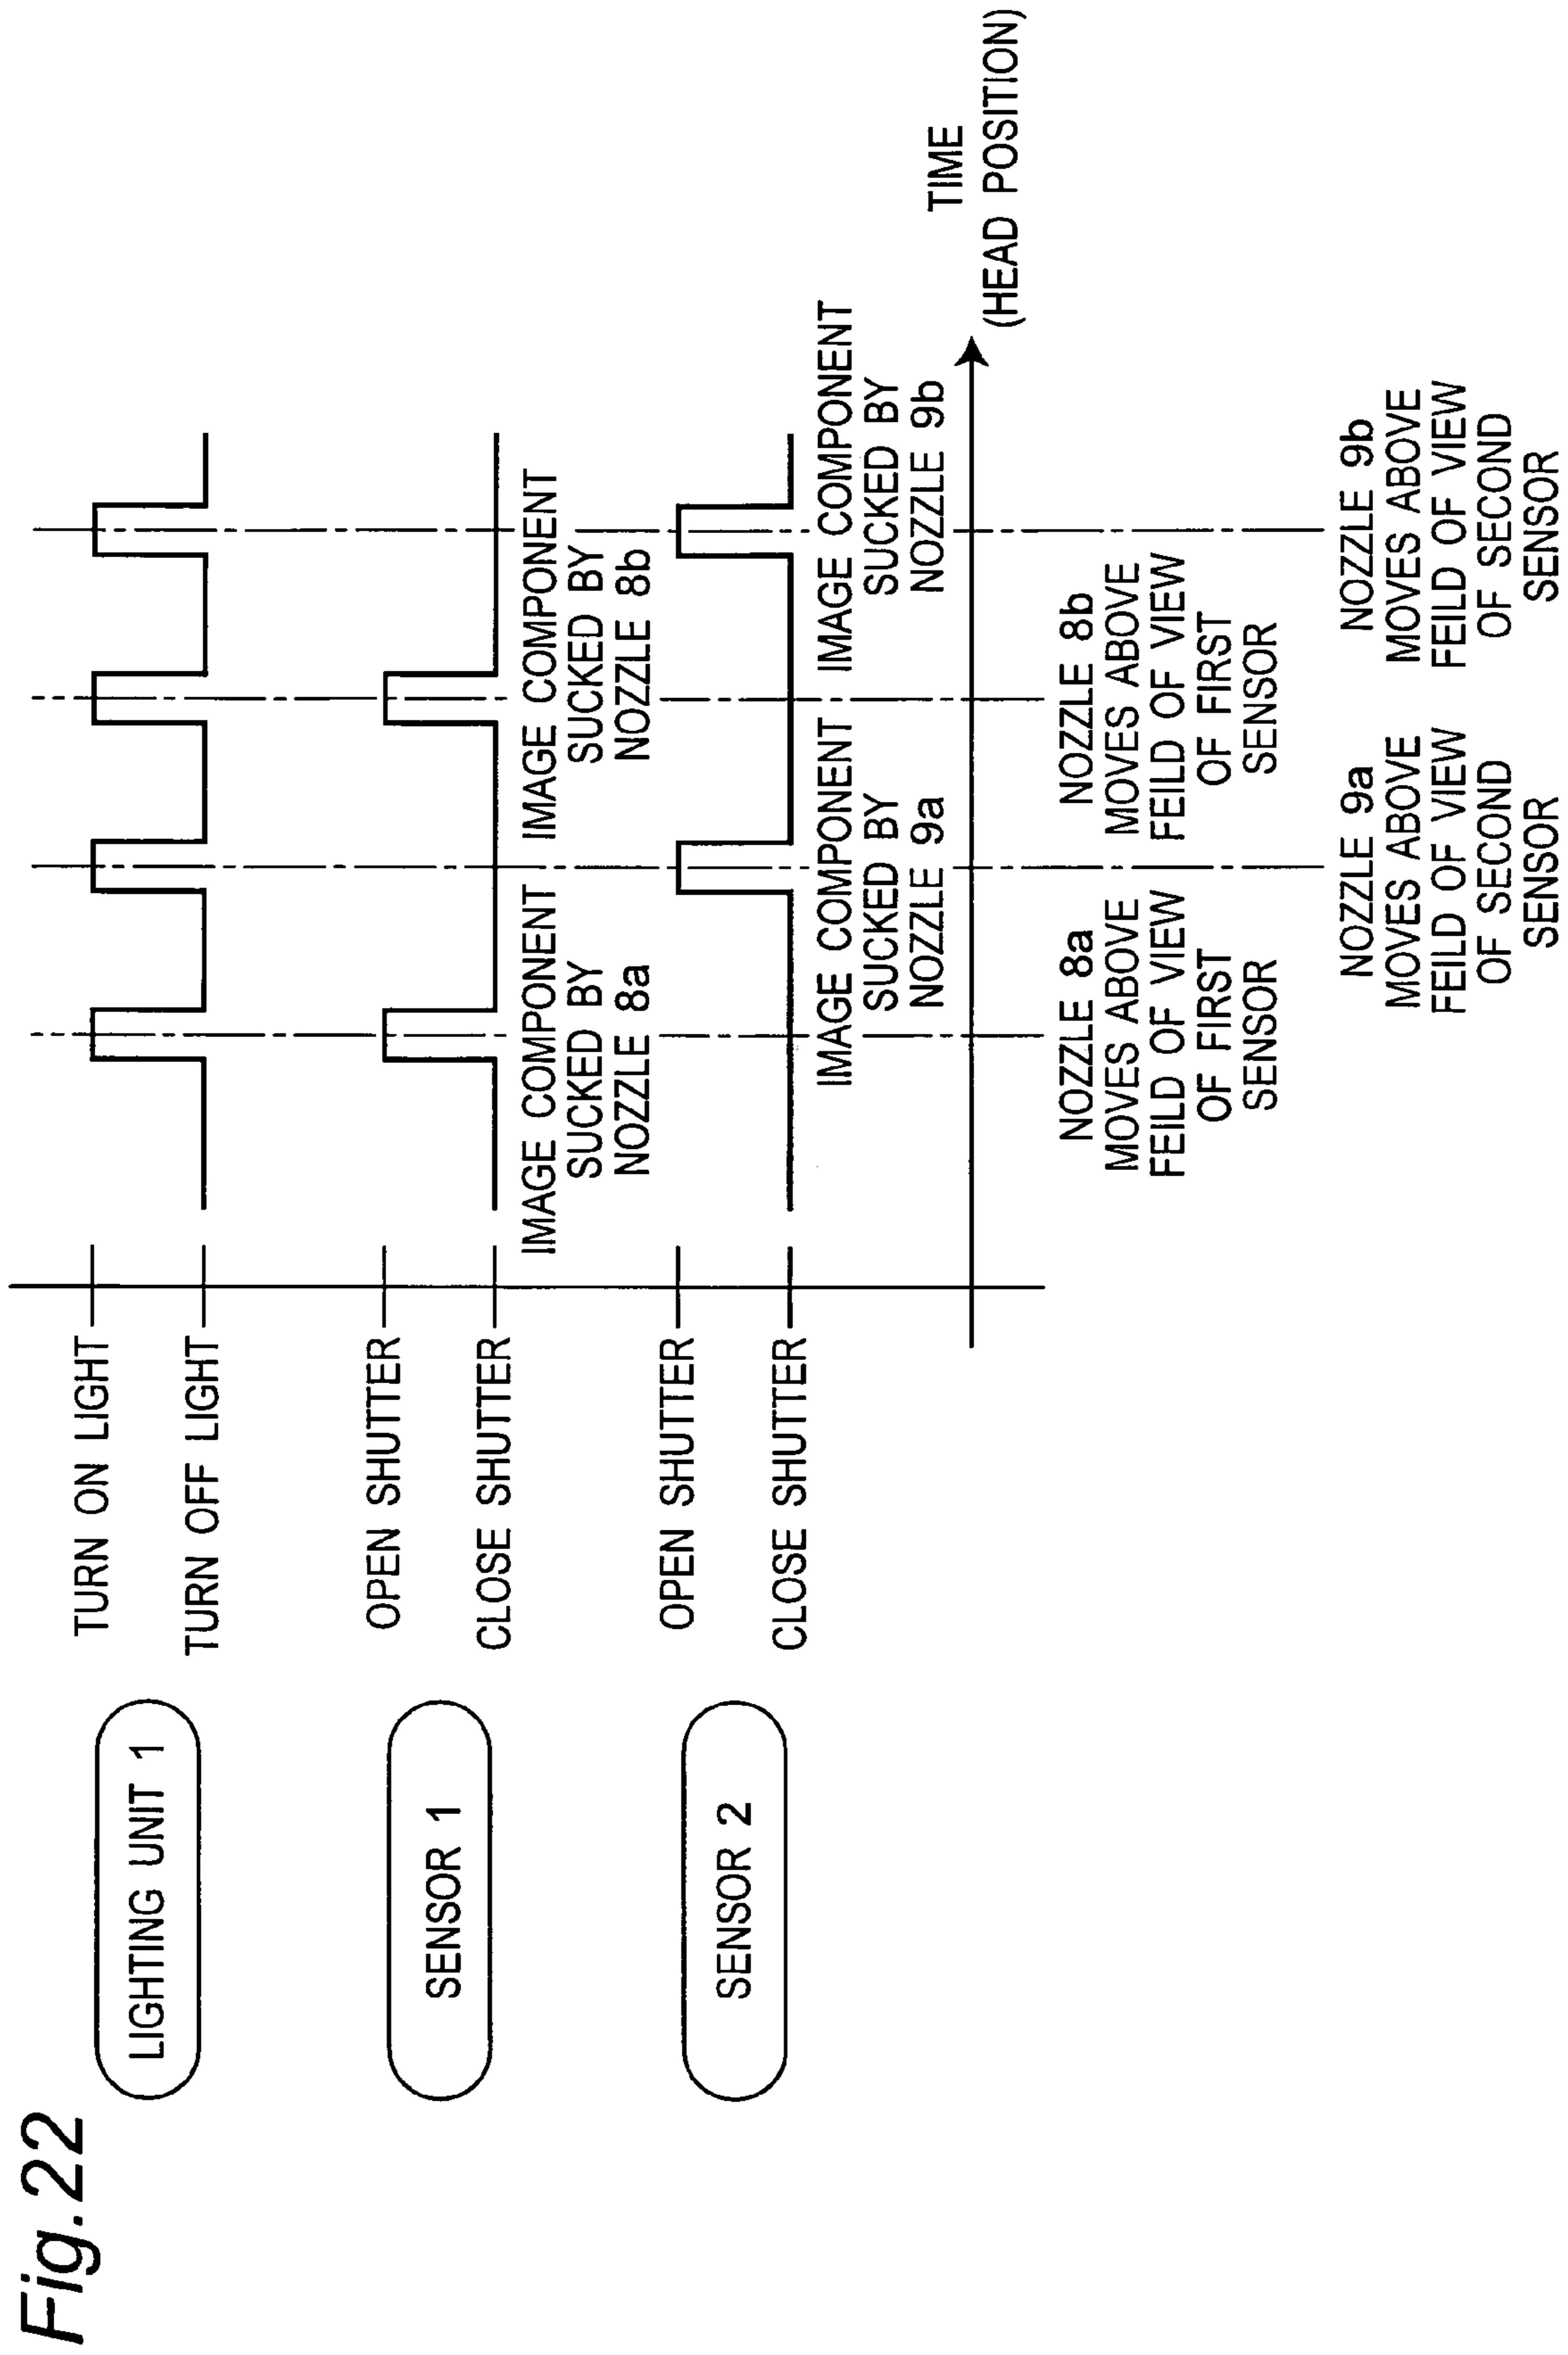 Fig.22
LIGHTING UNIT 1
TURN ON LIGHT
TURN OFF LIGHT
SENSOR 1
OPEN SHUTTER
CLOSE SHUTTER
IMAGE COMPONENT
SUCKED BY
NOZZLE 8a
IMAGE COMPONENT
SUCKED BY
NOZZLE 8b
SENSOR 2
OPEN SHUTTER
CLOSE SHUTTER
IMAGE COMPONENT
SUCKED BY
NOZZLE 9a
IMAGE COMPONENT
SUCKED BY
NOZZLE 9b
TIME
(HEAD POSITION)
NOZZLE 8a
MOVES ABOVE
FEILD OF VIEW
OF FIRST
SENSOR
NOZZLE 8b
MOVES ABOVE
FEILD OF VIEW
OF FIRST
SENSOR
NOZZLE 9a
MOVES ABOVE
FEILD OF VIEW
OF SECOND
SENSOR
NOZZLE 9b
MOVES ABOVE
FEILD OF VIEW
OF SECOND
SENSOR